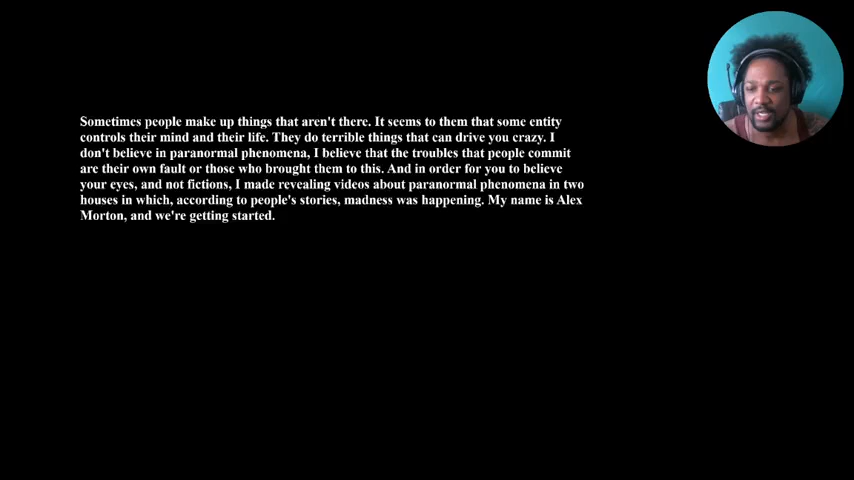 Sometimes people make up things that aren't there. It seems to them that some entity
controls their mind and their life. They do terrible things that can drive you crazy. I
don't believe in paranormal phenomena, I believe that the troubles that people commit
are their own fault or those who brought them to this. And in order for you to believe
your eyes, and not fictions, I made revealing videos about paranormal phenomena in two
houses in which, according to people's stories, madness was happening. My name is Alex
Morton, and we're getting started.